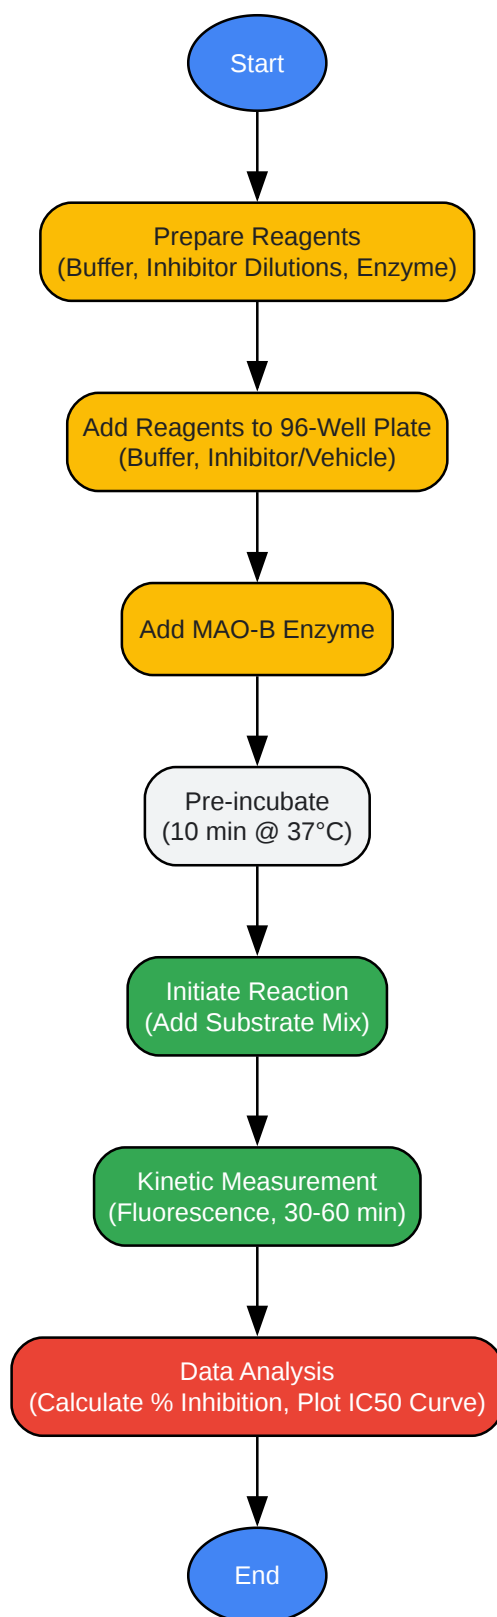 Start
Prepare Reagents
(Buffer, Inhibitor Dilutions, Enzyme)
Add Reagents to 96-Well Plate
(Buffer, Inhibitor/Vehicle)
Add MAO-B Enzyme
Pre-incubate
(10 min @ 37°C)
Initiate Reaction
(Add Substrate Mix)
Kinetic Measurement
(Fluorescence, 30-60 min)
Data Analysis
(Calculate % Inhibition, Plot IC50 Curve)
End